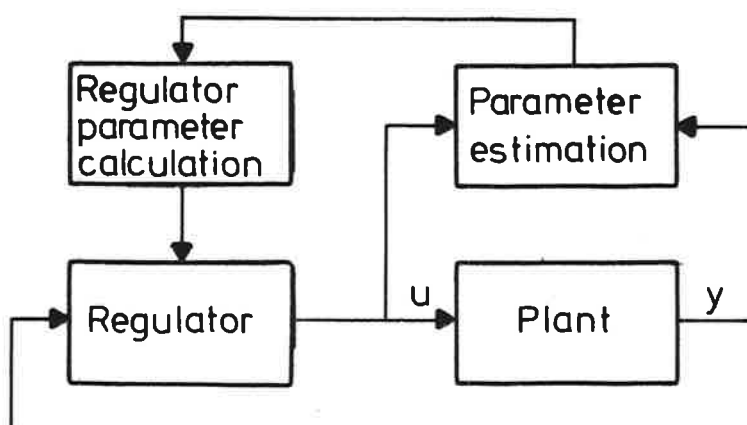 Regulator
parameter
calculation
Parameter
estimation
Regulator
u
Plant
y